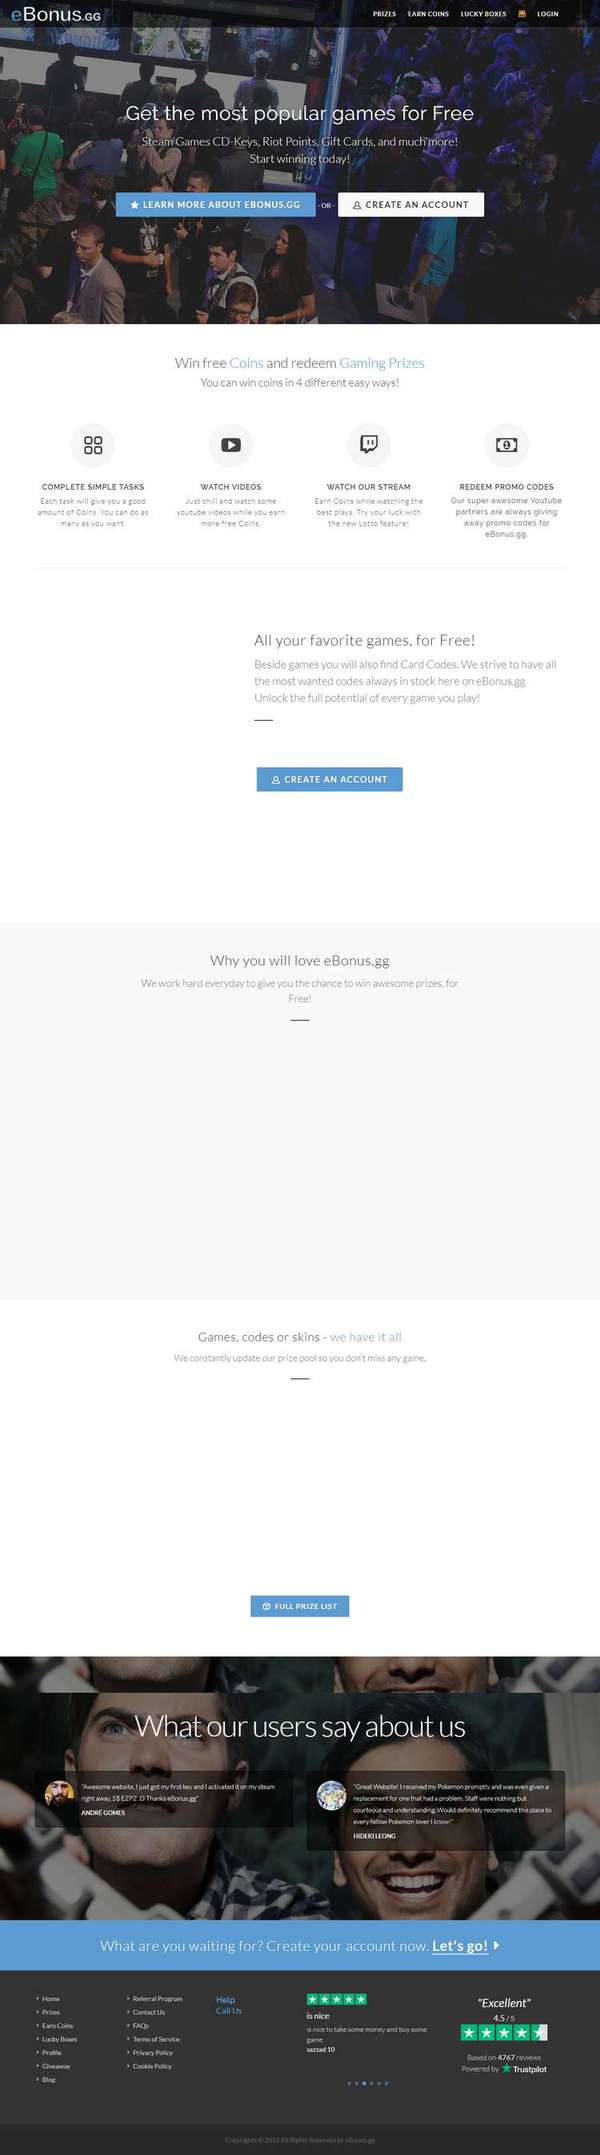 eBonus.GG
PRIZES EARN COINS LUCKY BOXES LOGIN
Get the most popular games for Free
Steam Games CD-Keys, Riot Points, Gift Cards, and much more!
Start winning today!
LEARN MORE ABOUT EBONUS.GG - OR - CREATE AN ACCOUNT
Win free Coins and redeem Gaming Prizes
You can win coins in 4 different easy ways!
COMPLETE SIMPLE TASKS
Each task will give you a good
amount of Coins. You can do as
many as you want.
WATCH VIDEOS
Just chill and watch some
youtube videos while you earn
more free Coins.
WATCH OUR STREAM
Earn Coins while watching the
best plays. Try your luck with
the new Lotto feature!
REDEEM PROMO CODES
Our super awesome Youtube
partners are always giving
away promo codes for
eBonus.gg.
All your favorite games, for Free!
Beside games you will also find Card Codes. We strive to have all
the most wanted codes always in stock here on eBonus.gg
Unlock the full potential of every game you play!
CREATE AN ACCOUNT
Why you will love eBonus.gg
We work hard everyday to give you the chance to win awesome prizes, for
Free!
Games, codes or skins - we have it all
We constantly update our prize pool so you don't miss any game.
FULL PRIZE LIST
What our users say about us
"Awesome website, I just got my first key and I activated it on my steam
right away, 5$ EZPZ :D Thanks eBonus.gg"
ANDRÉ GOMES
"Great Website! I received my Pokemon promptly and was even given a
replacement for one that had a problem. Staff were nothing but
courteous and understanding. Would definitely recommend this place to
every fellow Pokemon lover I know!"
HIDEKI LEONG
What are you waiting for? Create your account now. Let's go!
Home
Prizes
Earn Coins
Lucky Boxes
Profile
Giveaway
Blog
Referral Program
Contact Us
FAQs
Terms of Service
Privacy Policy
Cookie Policy
Help
Call Us
is nice
is nice to take some money and buy some
game
sazzad 10
"Excellent"
4.5 / 5
Based on 4767 reviews
Powered by Trustpilot
Copyrights © 2018 All Rights Reserved by eBonus.gg